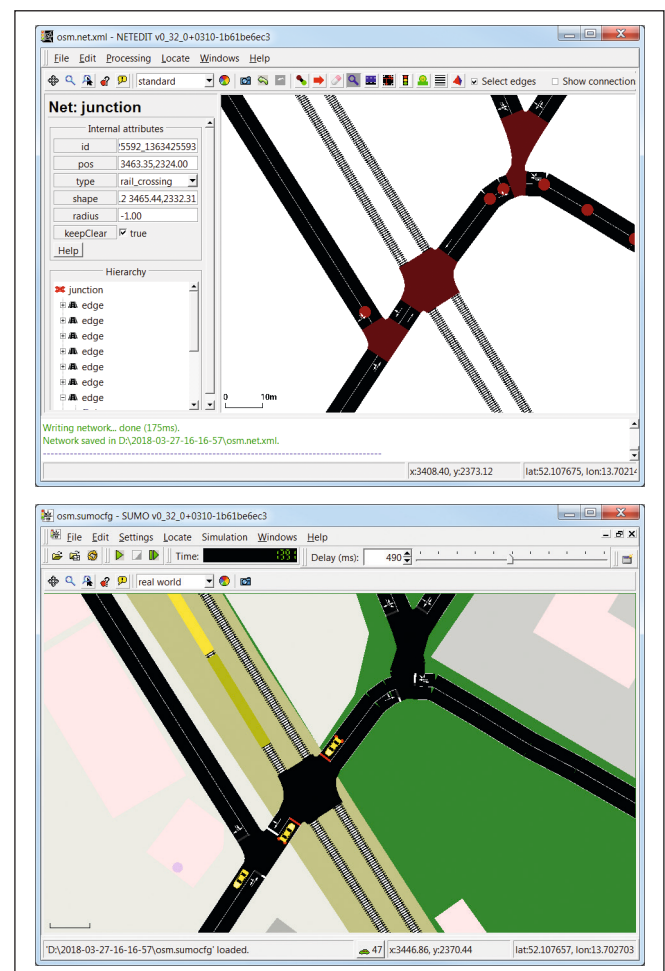 osm.net.xml - NETEDIT v0_32_0+0310-1b61be6ec3
File Edit Processing Locate Windows Help
standard
Select edges
Show connection
Net: junction
Internal attributes
id 25592_1363425593
pos 3463.35,2324.00
type rail_crossing
shape .2 3465.44,2332.31
radius -1.00
keepClear true
Help
Hierarchy
junction
edge
edge
edge
edge
edge
edge
edge
0 10m
Writing network... done (175ms).
Network saved in D:\2018-03-27-16-16-57\osm.net.xml.
x:3408.40, y:2373.12
lat:52.107675, lon:13.70214
osm.sumocfg - SUMO v0_32_0+0310-1b61be6ec3
File Edit Settings Locate Simulation Windows Help
Time: 1391 Delay (ms): 490
real world
'D:\2018-03-27-16-16-57\osm.sumocfg' loaded.
47
x:3446.86, y:2370.44
lat:52.107657, lon:13.702703